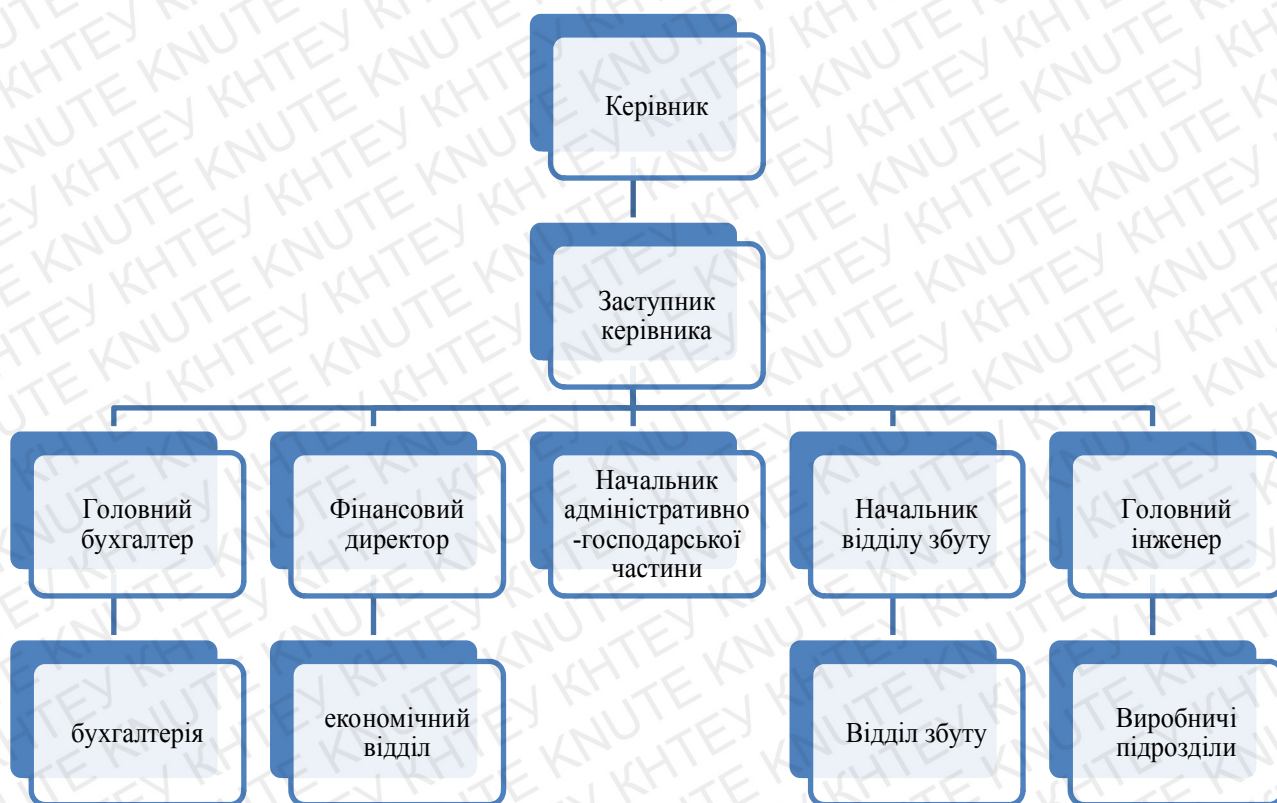 Керівник
Заступник
керівника
Головний
бухгалтер
Фінансовий
директор
Начальник
адміністративно
-господарської
частини
Начальник
відділу збуту
Головний
інженер
бухгалтерія
економічний
відділ
Відділ збуту
Виробничі
підрозділи